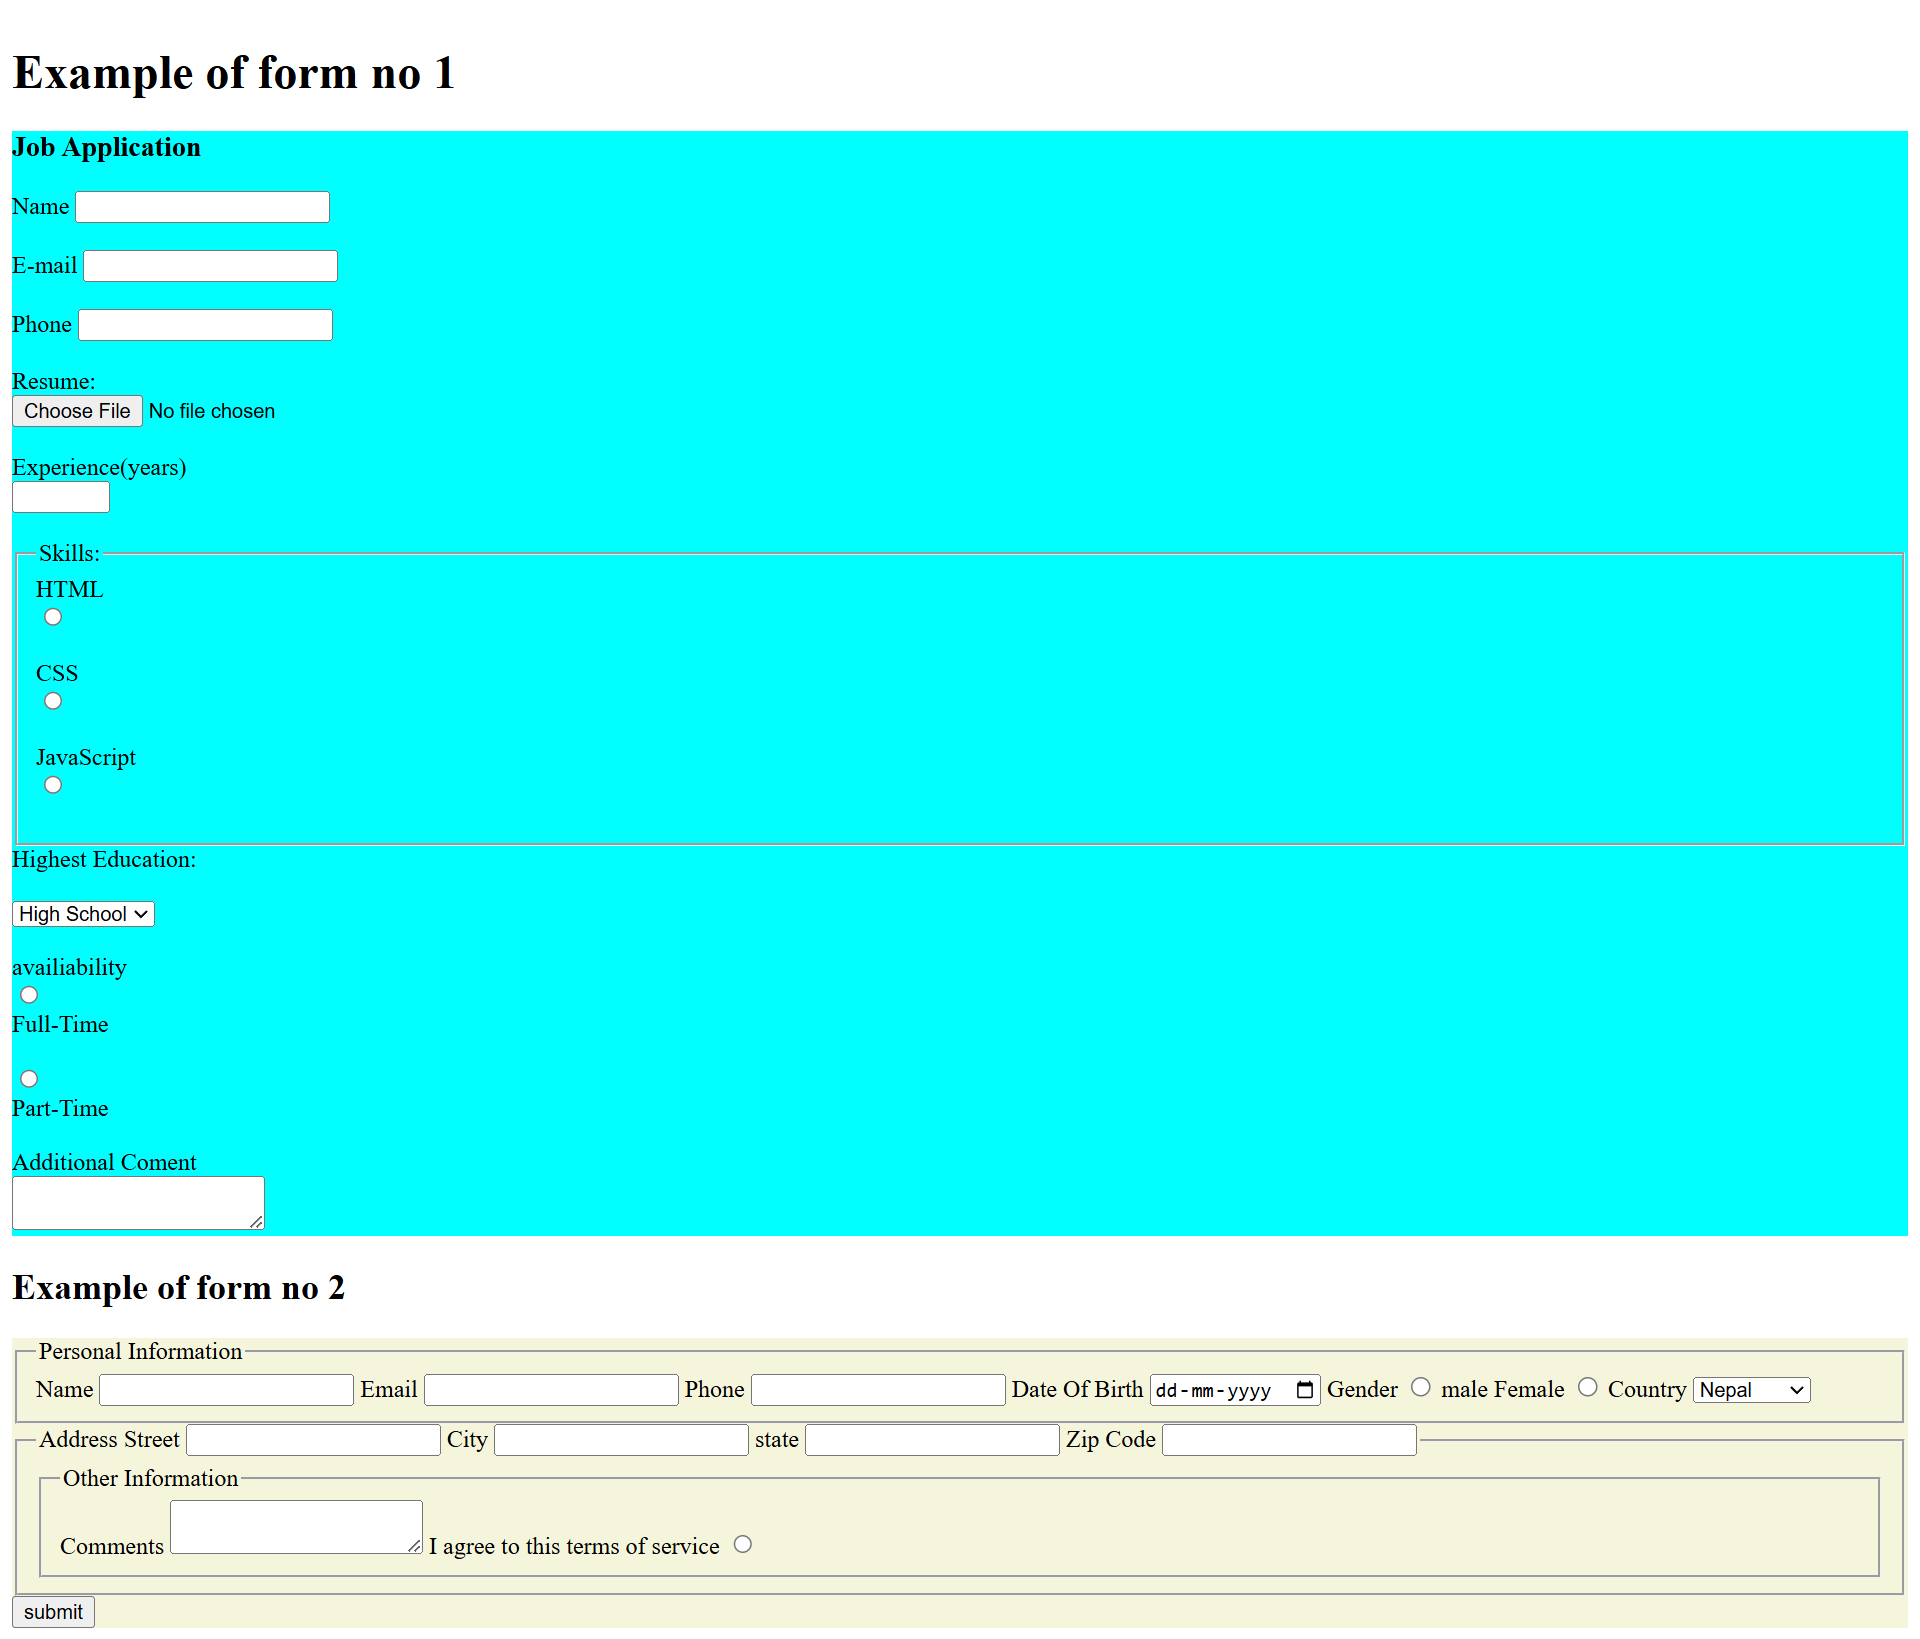 Example of form no 1
Job Application
Name
E-mail
Phone
Resume:
Choose File No file chosen
Experience(years)
Skills:
HTML
CSS
JavaScript
Highest Education:
High School
availiability
Full-Time
Part-Time
Additional Coment
Example of form no 2
Personal Information
Name Email Phone Date Of Birth dd-mm-yyyy Gender male Female Country Nepal
Address Street City state Zip Code
Other Information
Comments I agree to this terms of service
submit